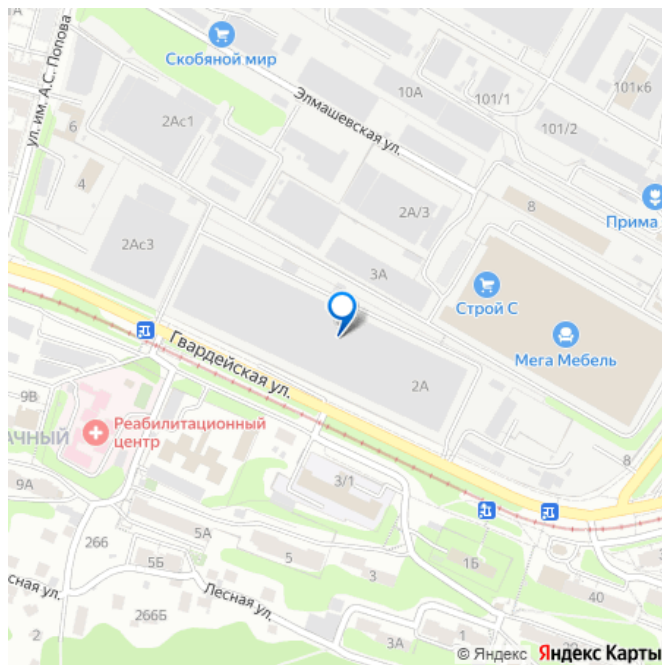 ул. им. А.С. Попова
Скобяной мир
Элмашевская ул.
10А
101/1
101к6
101/2
2Ас1
6
4
2А/3
8
Прима
2Ас3
3А
Строй С
Мега Мебель
Гвардейская ул.
2А
9В
АЧНЫЙ
Реабилитационный
центр
9А
3/1
8
266
5А
5Б
5
3
1Б
сная ул.
266Б
Лесная ул.
40
2
3А
1
© Яндекс Яндекс Карты